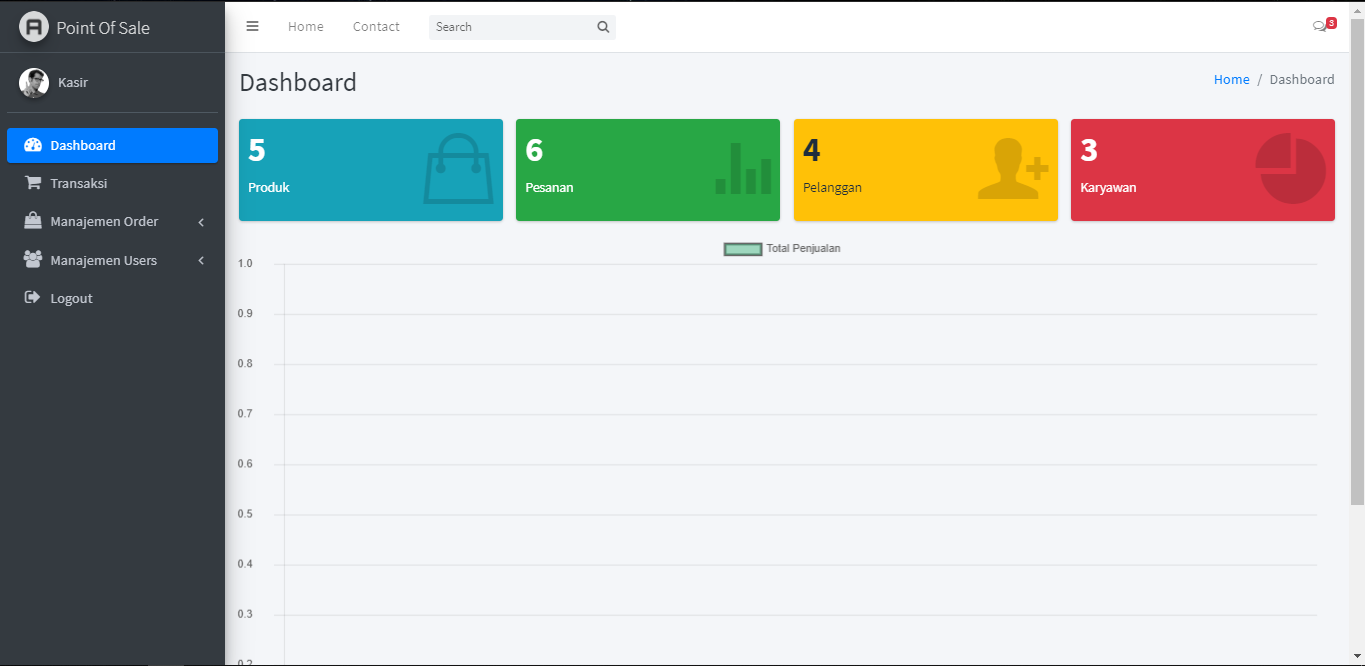 Point Of Sale
Home
Contact
Search
3
Kasir
Dashboard
Transaksi
Manajemen Order
Manajemen Users
Logout
Dashboard
Home / Dashboard
5
Produk
6
Pesanan
4
Pelanggan
3
Karyawan
Total Penjualan
1.0
0.9
0.8
0.7
0.6
0.5
0.4
0.3
0.2